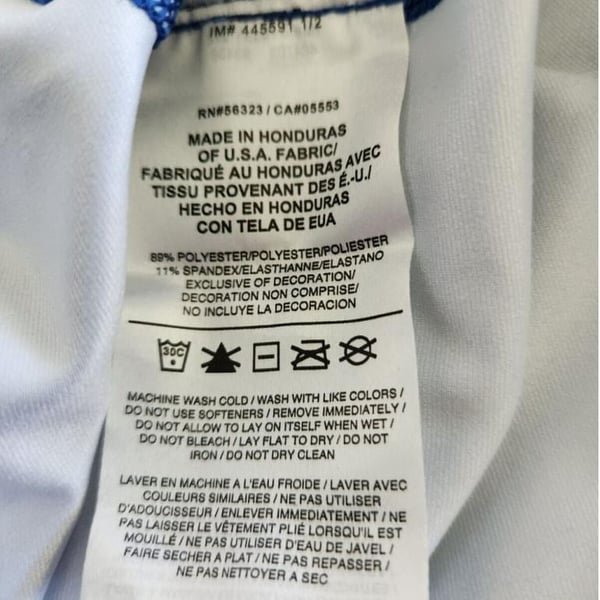 IM# 445591 1/2
RN#56323 / CA#05553
MADE IN HONDURAS
OF U.S.A. FABRIC/
FABRIQUÉ AU HONDURAS AVEC
TISSU PROVENANT DES É.-U./
HECHO EN HONDURAS
CON TELA DE EUA
89% POLYESTER/POLYESTER/POLIESTER
11% SPANDEX/ELASTHANNE/ELASTANO
EXCLUSIVE OF DECORATION/
DECORATION NON COMPRISE/
NO INCLUYE LA DECORACION
30C
MACHINE WASH COLD / WASH WITH LIKE COLORS /
DO NOT USE SOFTENERS / REMOVE IMMEDIATELY /
DO NOT ALLOW TO LAY ON ITSELF WHEN WET /
DO NOT BLEACH / LAY FLAT TO DRY / DO NOT
IRON / DO NOT DRY CLEAN
LAVER EN MACHINE A L'EAU FROIDE / LAVER AVEC
COULEURS SIMILAIRES / NE PAS UTILISER
D'ADOUCISSEUR / ENLEVER IMMEDIATEMENT / NE
PAS LAISSER LE VÊTEMENT PLIÉ LORSQU'IL EST
MOUILLÉ / NE PAS UTILISER D'EAU DE JAVEL /
FAIRE SECHER A PLAT / NE PAS REPASSER /
NE PAS NETTOYER A SEC